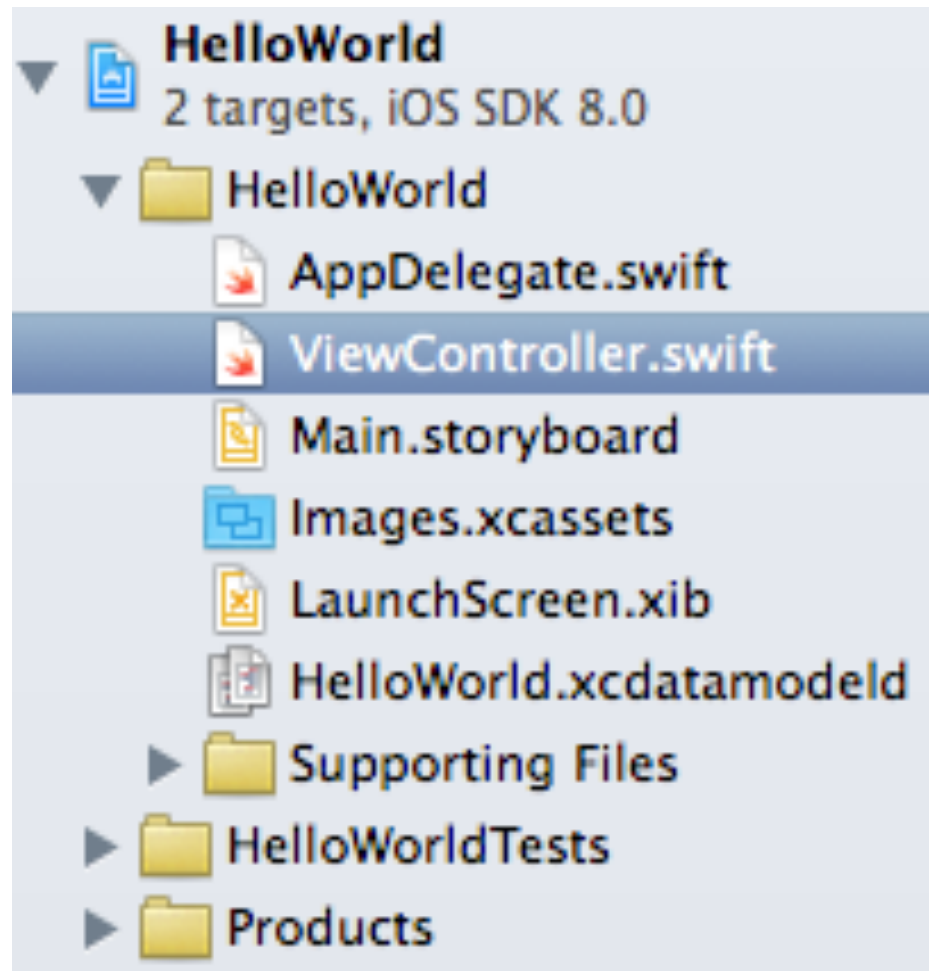 HelloWorld
2 targets, iOS SDK 8.0
HelloWorld
AppDelegate.swift
ViewController.swift
Main.storyboard
Images.xcassets
LaunchScreen.xib
HelloWorld.xcdatamodeld
Supporting Files
HelloWorldTests
Products